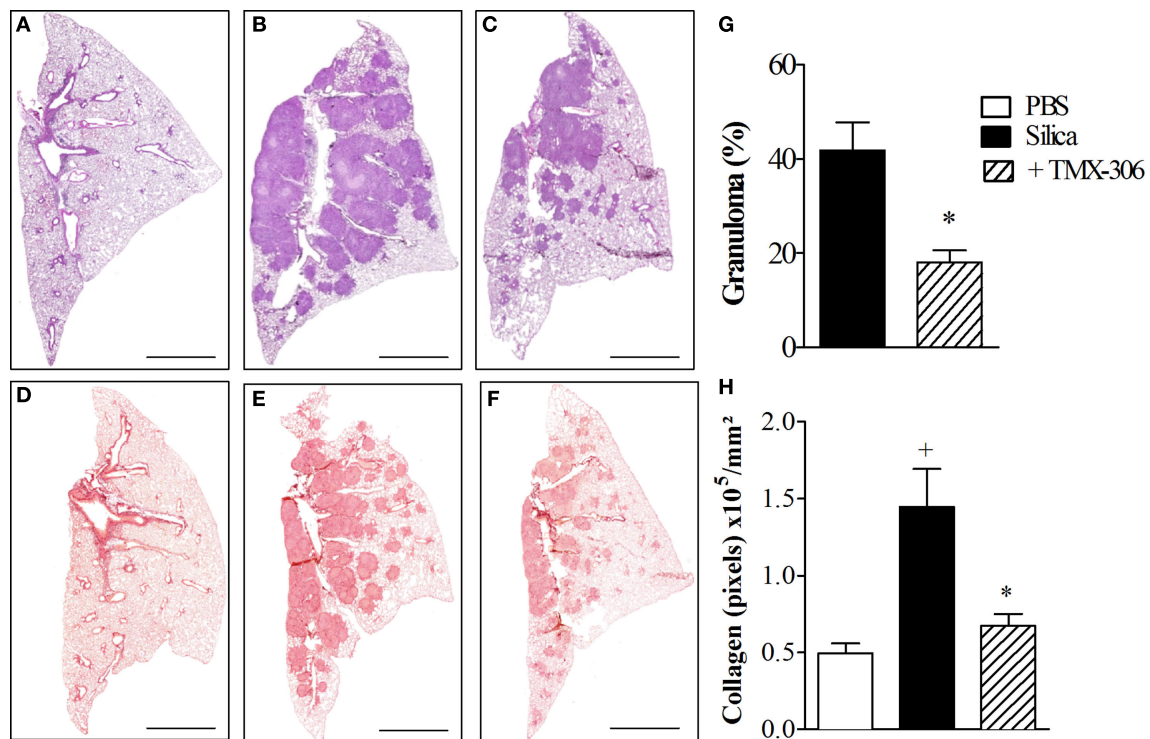 A
B
C
D
E
F
G
60
40
20
0
Granuloma (%)
*
PBS
Silica
+ TMX-306
H
2.0
1.5
1.0
0.5
0.0
Collagen (pixels) x10⁵/mm²
+
*